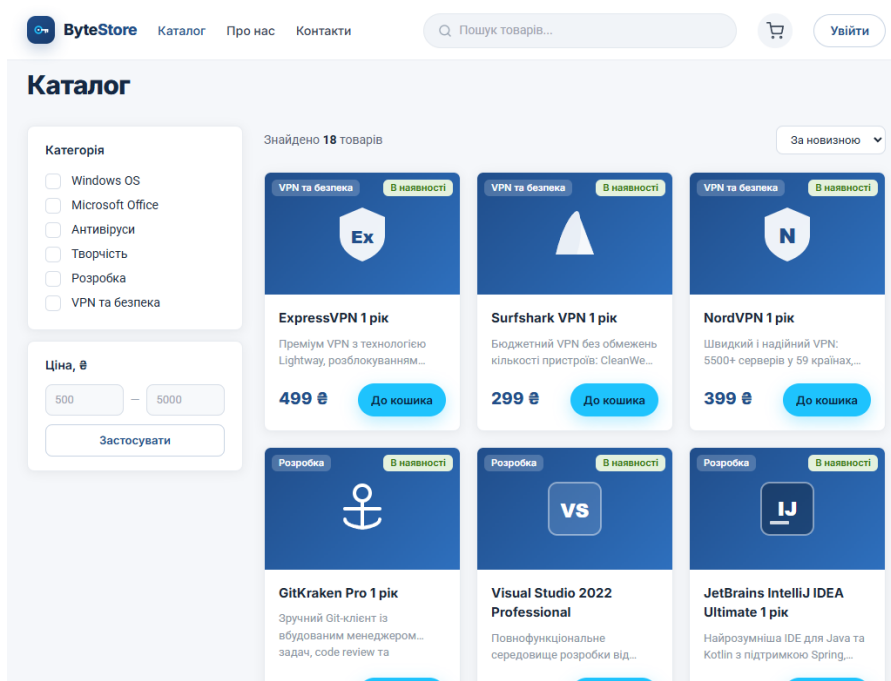 ByteStore Каталог Про нас Контакти Пошук товарів... Увійти
Каталог
Категорія
Windows OS
Microsoft Office
Антивіруси
Творчість
Розробка
VPN та безпека
Ціна, ₴
500 — 5000
Застосувати
Знайдено 18 товарів
За новизною
VPN та безпека В наявності
Ex
ExpressVPN 1 рік
Преміум VPN з технологією
Lightway, розблокуванням...
499 ₴ До кошика
VPN та безпека В наявності
Surfshark VPN 1 рік
Бюджетний VPN без обмежень
кількості пристроїв: CleanWe...
299 ₴ До кошика
VPN та безпека В наявності
N
NordVPN 1 рік
Швидкий і надійний VPN:
5500+ серверів у 59 країнах,...
399 ₴ До кошика
Розробка В наявності
GitKraken Pro 1 рік
Зручний Git-клієнт із
вбудованим менеджером...
задач, code review та
Розробка В наявності
VS
Visual Studio 2022
Professional
Повнофункціональне
середовище розробки від...
Розробка В наявності
IJ
JetBrains IntelliJ IDEA
Ultimate 1 рік
Найрозумніша IDE для Java та
Kotlin з підтримкою Spring,...